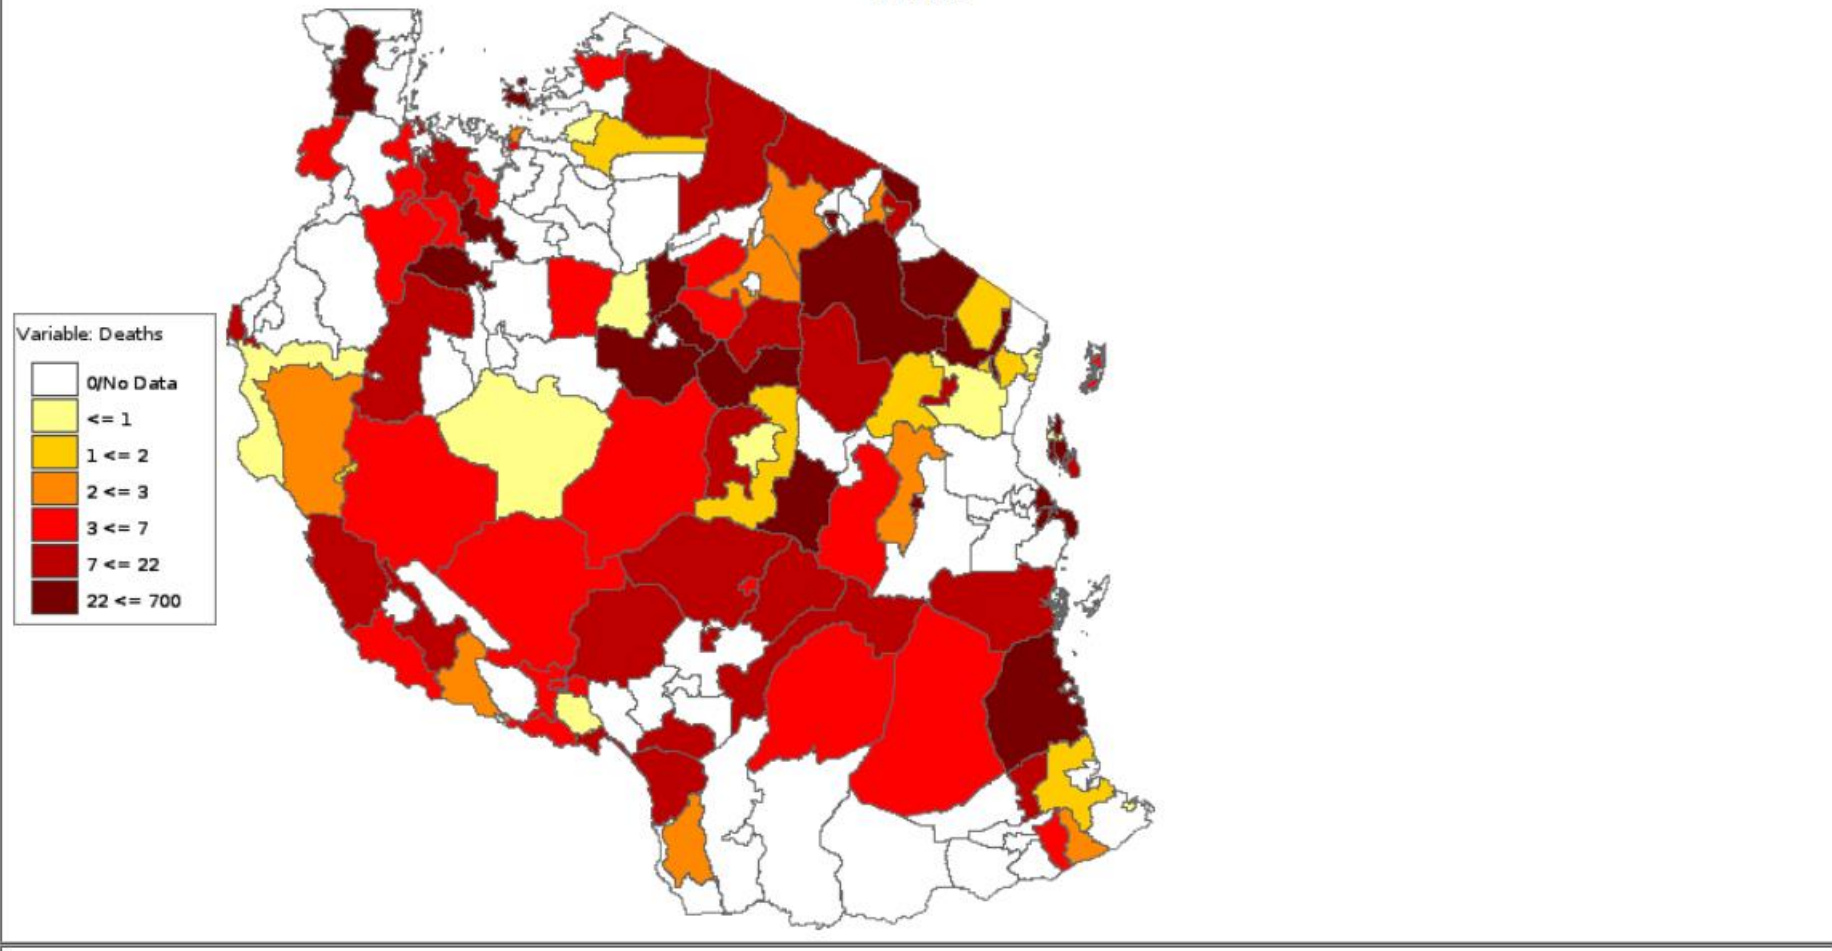 Variable: Deaths
0/No Data
<= 1
1 <= 2
2 <= 3
3 <= 7
7 <= 22
22 <= 700